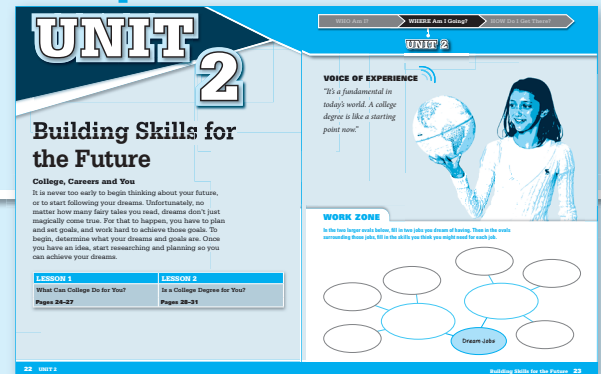 UNIT
2
Building Skills for
the Future
College, Careers and You
It is never too early to begin thinking about your future,
or to start following your dreams. Unfortunately, no
matter how many fairy tales you read, dreams don't just
magically come true. For that to happen, you have to plan
and set goals, and work hard to achieve those goals. To
begin, determine what your dreams and goals are. Once
you have an idea, start researching and planning so you
can achieve your dreams.
LESSON 1
What Can College Do for You?
Pages 24–27
LESSON 2
Is a College Degree for You?
Pages 28–31
22 UNIT 2
WHO Am I?
WHERE Am I Going?
HOW Do I Get There?
UNIT 2
VOICE OF EXPERIENCE
"It's a fundamental in
today's world. A college
degree is like a starting
point now."
WORK ZONE
In the two larger ovals below, fill in two jobs you dream of having. Then in the ovals
surrounding those jobs, fill in the skills you think you might need for each job.
Dream Jobs
Building Skills for the Future 23